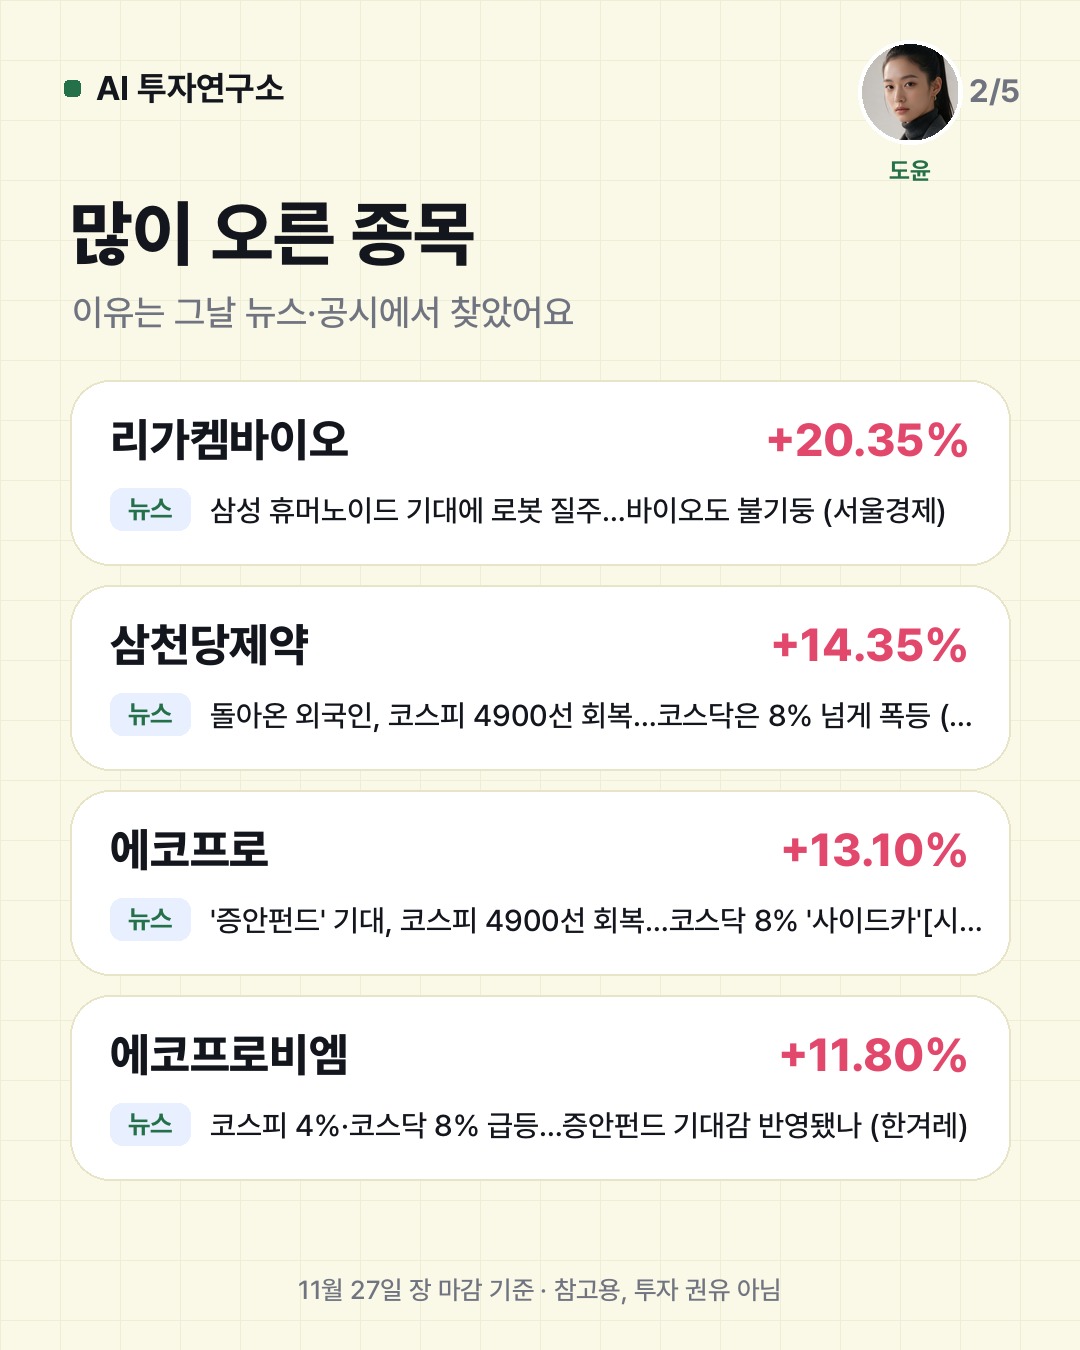 AI 투자연구소
2/5
도윤
많이 오른 종목
이유는 그날 뉴스·공시에서 찾았어요
리가켐바이오 +20.35%
뉴스 삼성 휴머노이드 기대에 로봇 질주...바이오도 불기둥 (서울경제)
삼천당제약 +14.35%
뉴스 돌아온 외국인, 코스피 4900선 회복...코스닥은 8% 넘게 폭등 (...
에코프로 +13.10%
뉴스 '증안펀드' 기대, 코스피 4900선 회복...코스닥 8% '사이드카'[시...
에코프로비엠 +11.80%
뉴스 코스피 4%·코스닥 8% 급등...증안펀드 기대감 반영됐나 (한겨레)
11월 27일 장 마감 기준 · 참고용, 투자 권유 아님